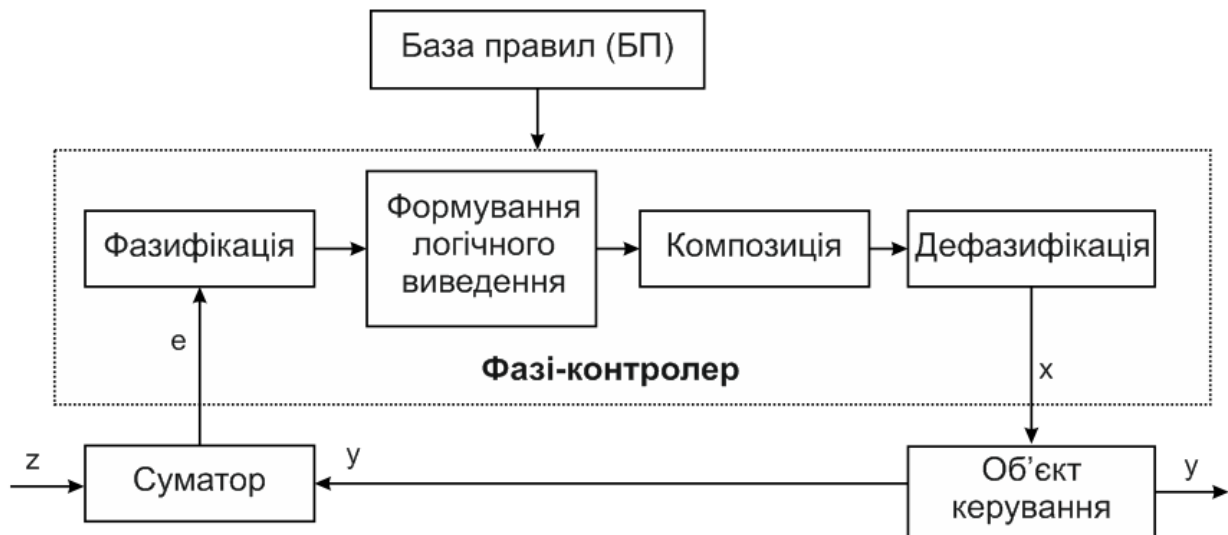 База правил (БП)
Фазифікація
Формування
логічного
виведення
Композиція
Дефазифікація
e
Фазі-контролер
x
z
Суматор
y
Об’єкт
керування
y